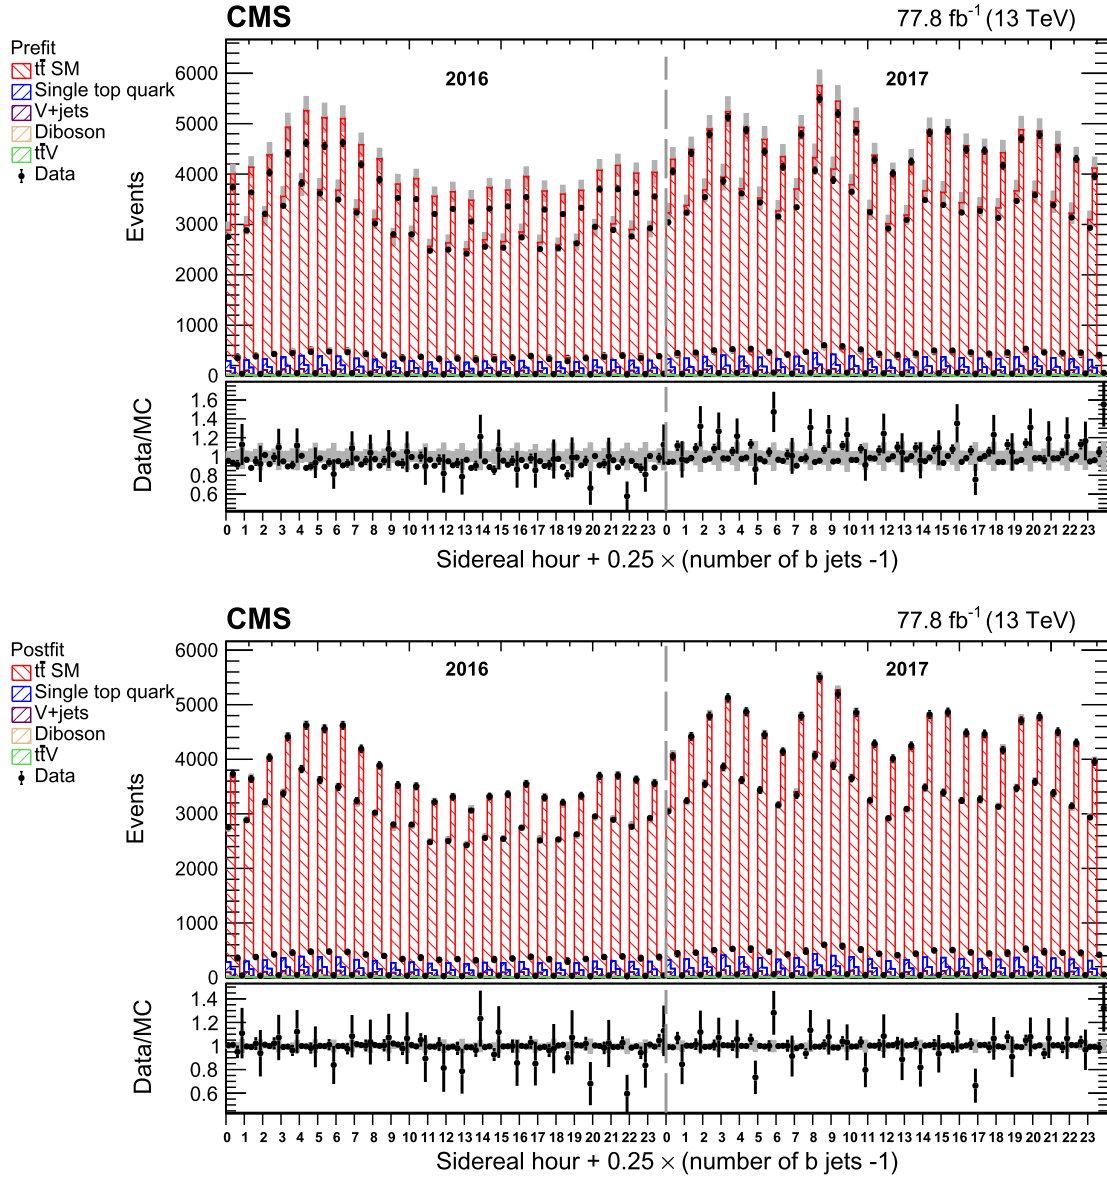 CMS 77.8 fb⁻¹ (13 TeV)
Prefit
tt̄ SM
Single top quark
V+jets
Diboson
tt̄V
Data
2016 2017
Events
6000
5000
4000
3000
2000
1000
0
Data/MC
1.6
1.4
1.2
1
0.8
0.6
0 1 2 3 4 5 6 7 8 9 10 11 12 13 14 15 16 17 18 19 20 21 22 23 0 1 2 3 4 5 6 7 8 9 10 11 12 13 14 15 16 17 18 19 20 21 22 23
Sidereal hour + 0.25 × (number of b jets -1)
CMS 77.8 fb⁻¹ (13 TeV)
Postfit
tt̄ SM
Single top quark
V+jets
Diboson
tt̄V
Data
2016 2017
Events
6000
5000
4000
3000
2000
1000
0
Data/MC
1.4
1.2
1
0.8
0.6
0 1 2 3 4 5 6 7 8 9 10 11 12 13 14 15 16 17 18 19 20 21 22 23 0 1 2 3 4 5 6 7 8 9 10 11 12 13 14 15 16 17 18 19 20 21 22 23
Sidereal hour + 0.25 × (number of b jets -1)